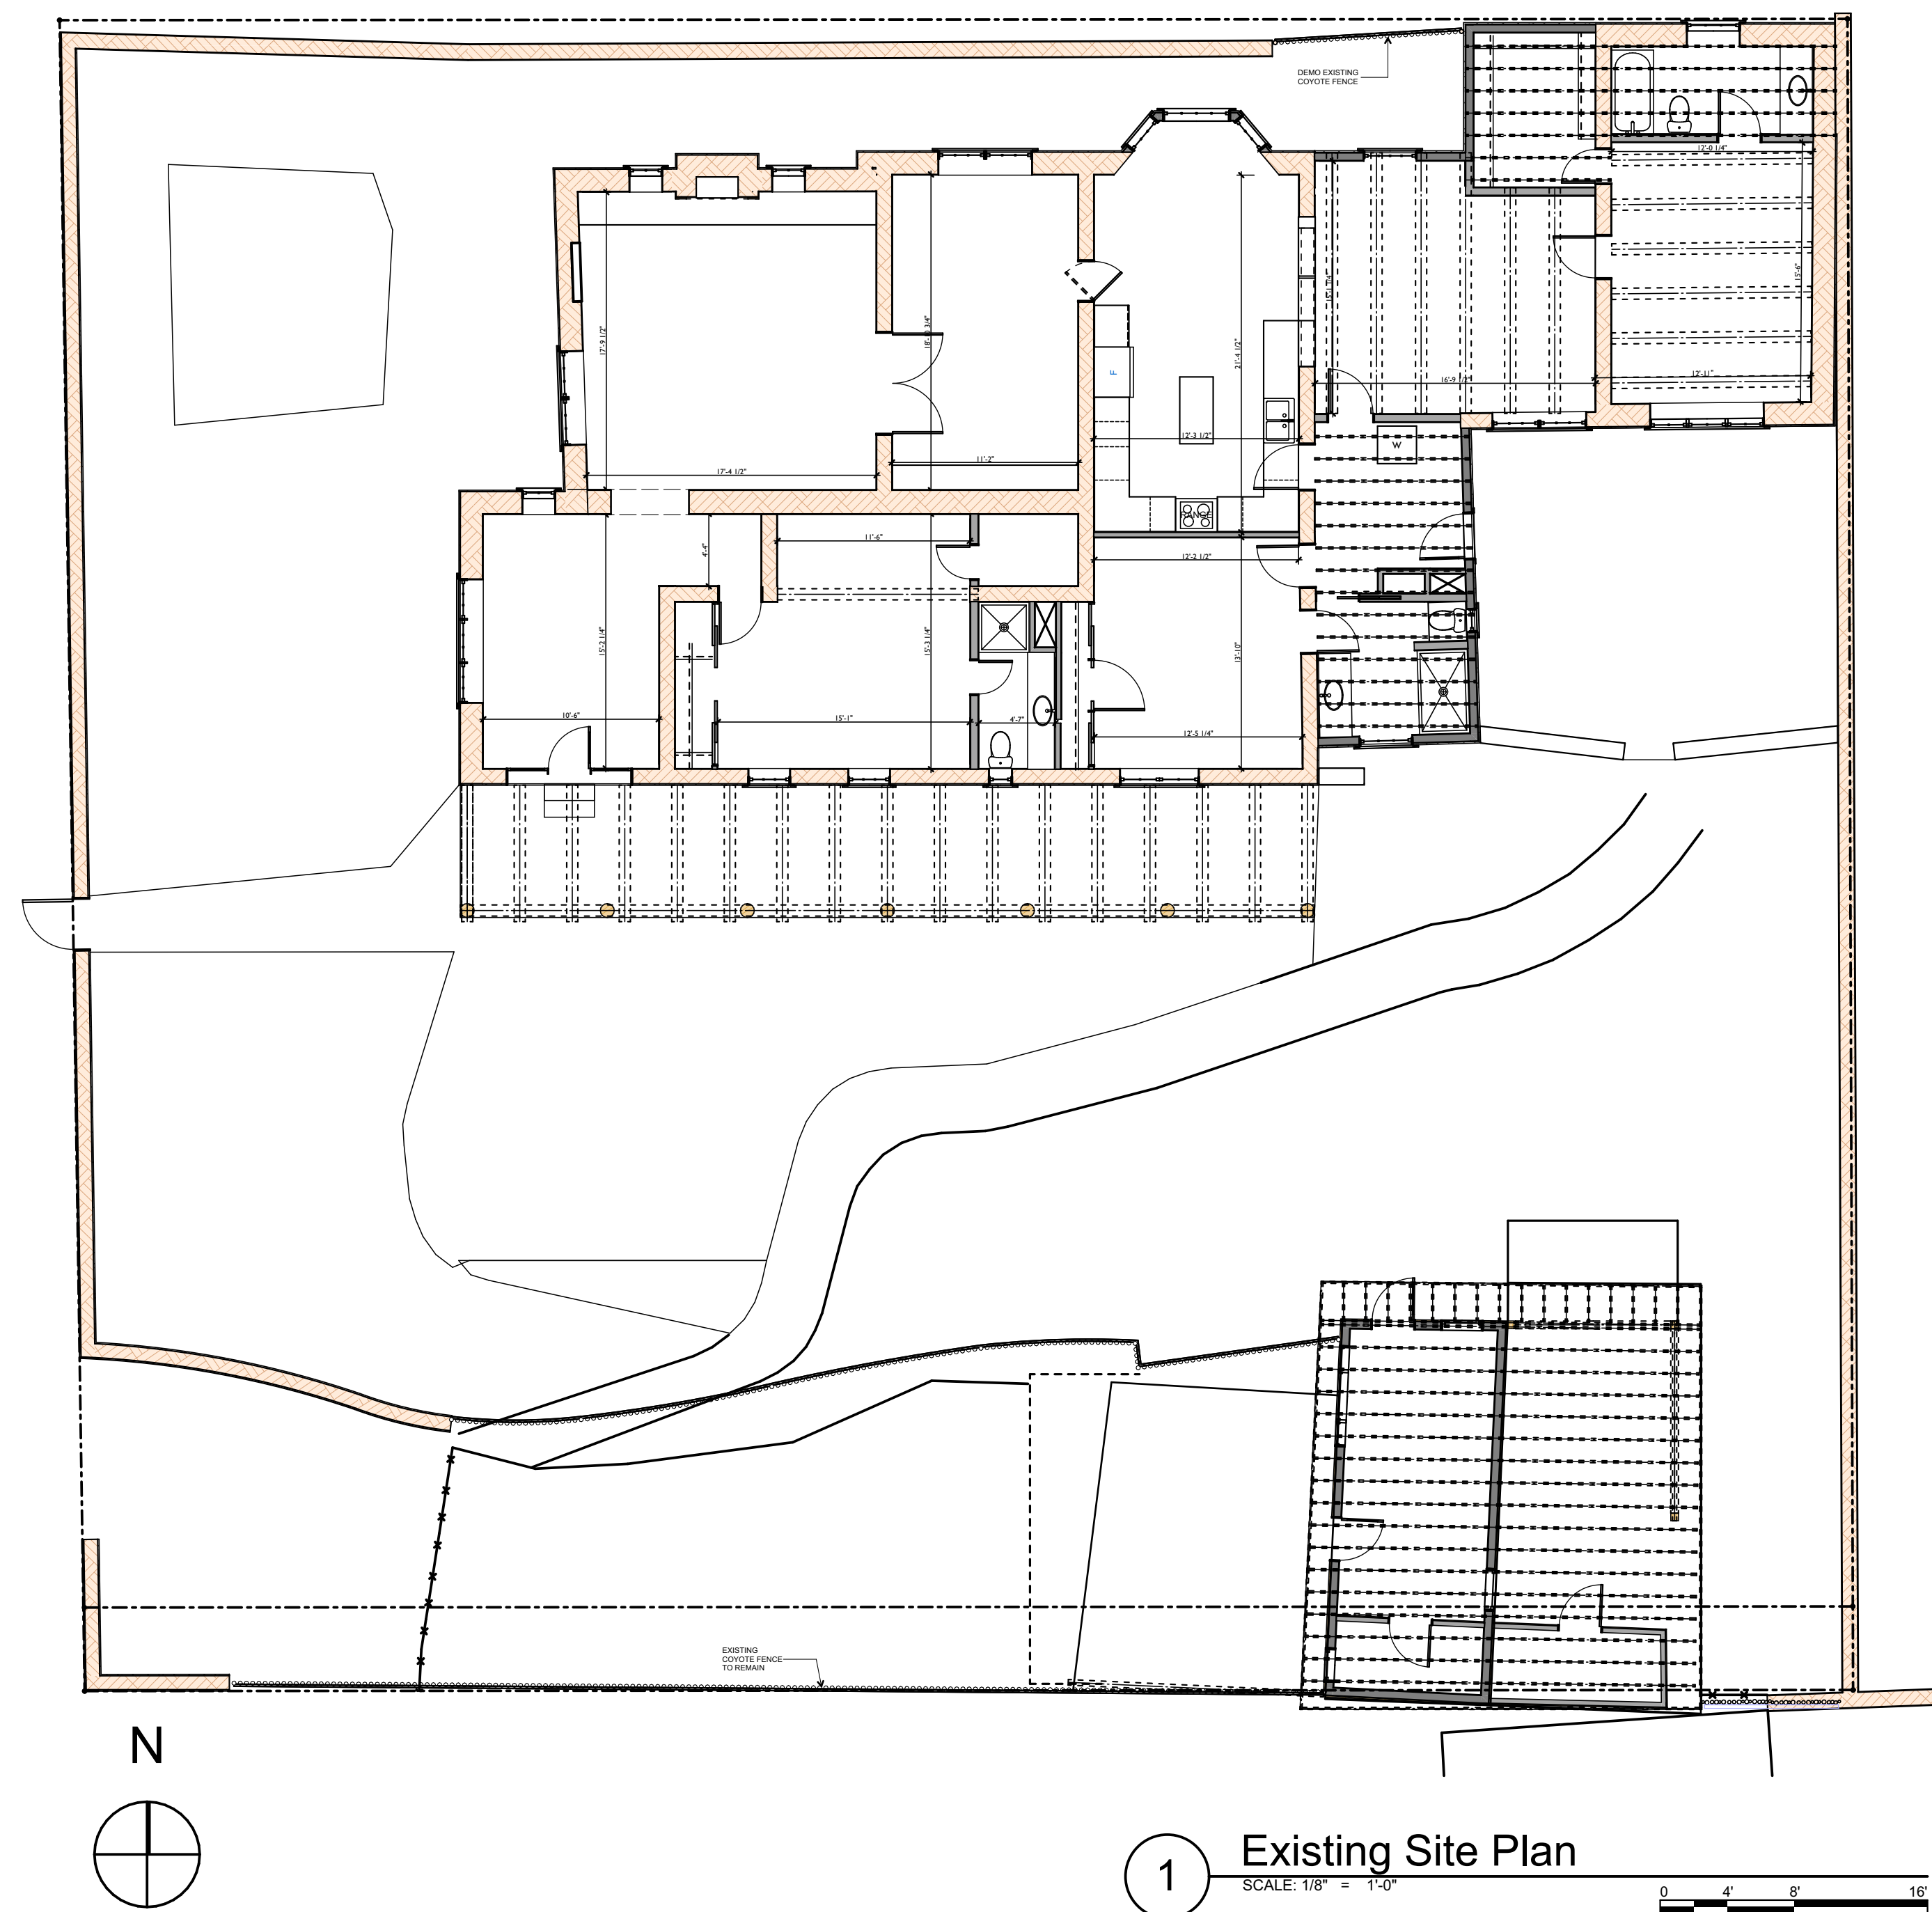 DEMO EXISTING
COYOTE FENCE
12'-0 1/4"
17'-9 1/2"
18'-10 3/4"
21'-4 1/2"
15'-6"
F
16'-9 1/2"
12'-11"
12'-3 1/2"
W
17'-4 1/2"
11'-2"
RANGE
11'-6"
4'-4"
12'-2 1/2"
15'-2 1/4"
15'-3 1/4"
13'-10"
10'-6"
15'-1"
4'-7"
12'-5 1/4"
EXISTING
COYOTE FENCE
TO REMAIN
N
1
Existing Site Plan
SCALE: 1/8" = 1'-0"
0 4' 8' 16'